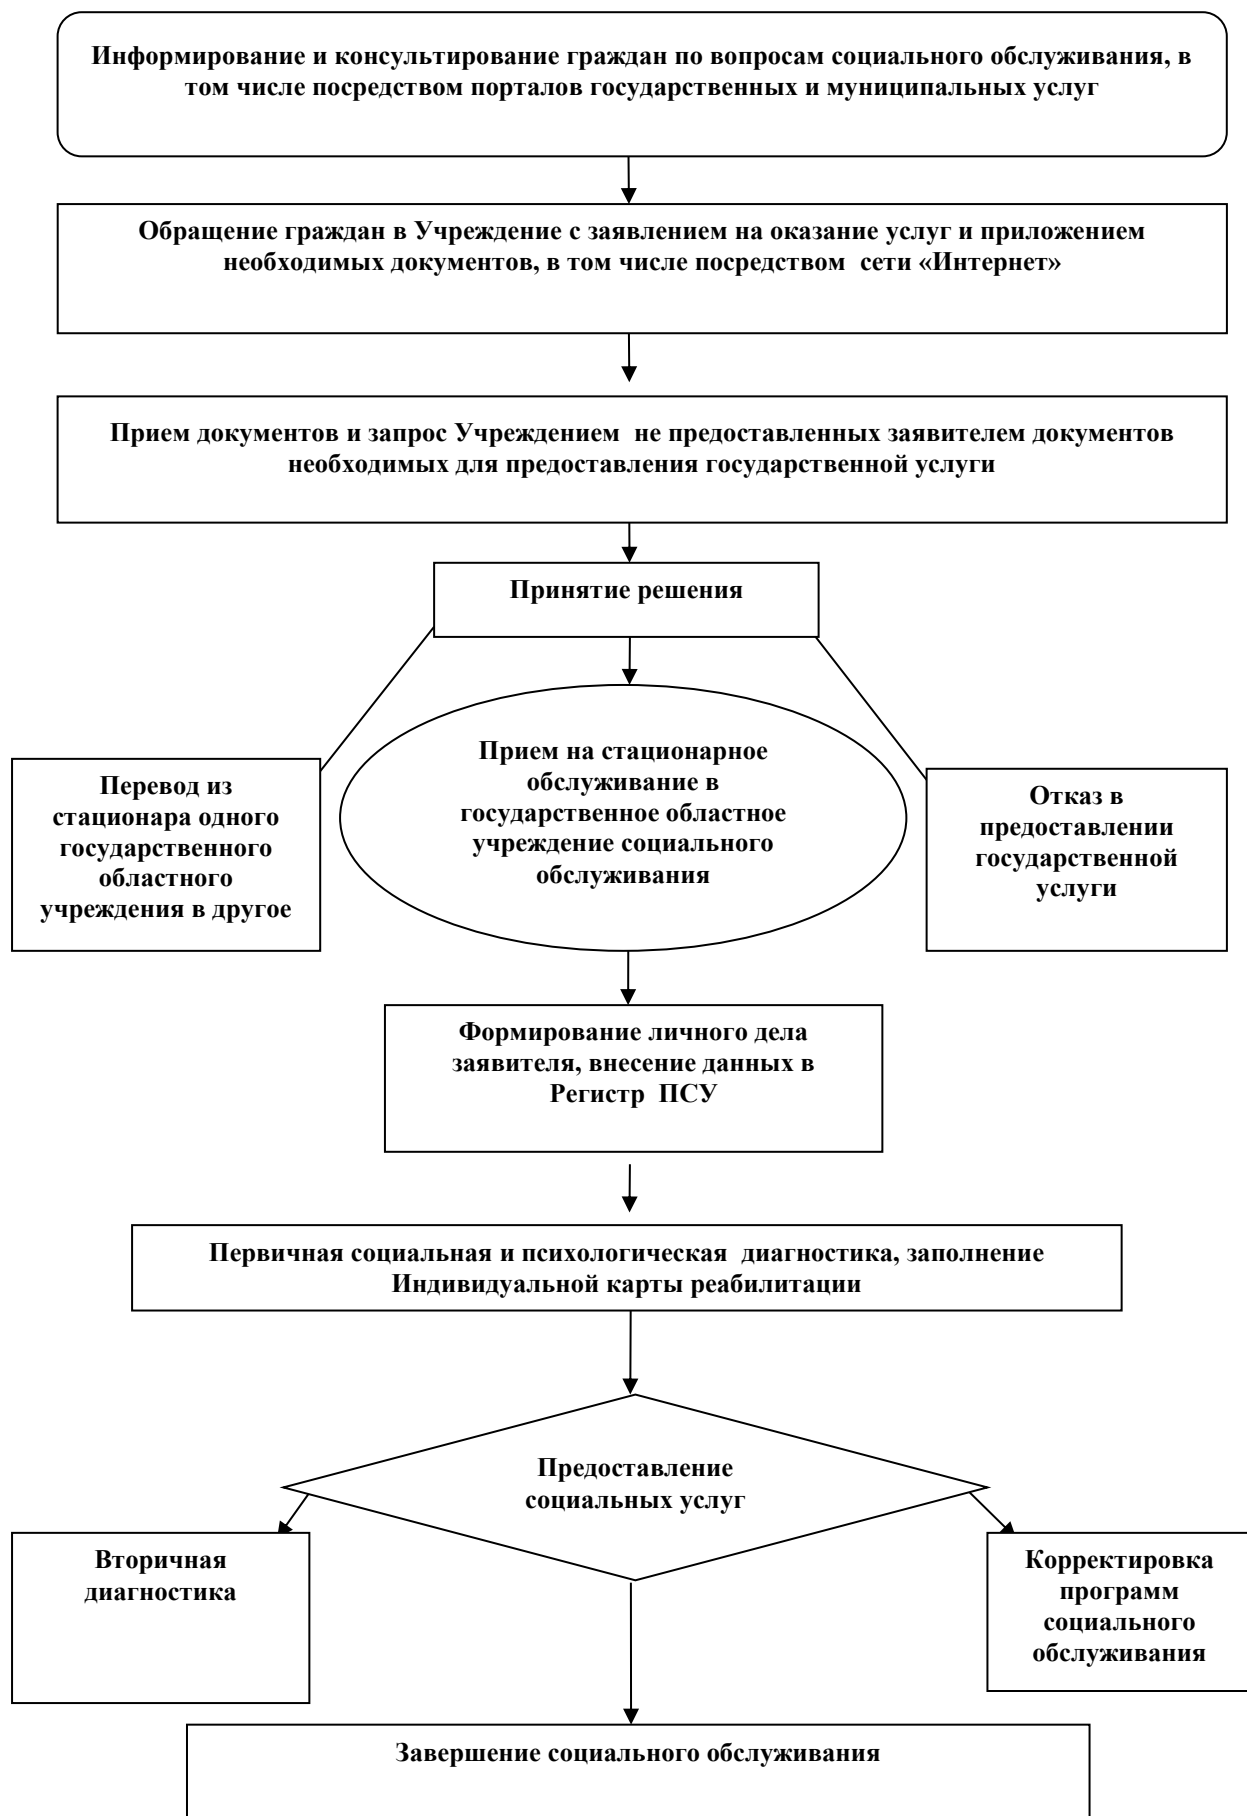 Информирование и консультирование граждан по вопросам социального обслуживания, в
том числе посредством порталов государственных и муниципальных услуг
Обращение граждан в Учреждение с заявлением на оказание услуг и приложением
необходимых документов, в том числе посредством сети «Интернет»
Прием документов и запрос Учреждением не предоставленных заявителем документов
необходимых для предоставления государственной услуги
Принятие решения
Перевод из
стационара одного
государственного
областного
учреждения в другое
Прием на стационарное
обслуживание в
государственное областное
учреждение социального
обслуживания
Отказ в
предоставлении
государственной
услуги
Формирование личного дела
заявителя, внесение данных в
Регистр ПСУ
Первичная социальная и психологическая диагностика, заполнение
Индивидуальной карты реабилитации
Предоставление
социальных услуг
Вторичная
диагностика
Корректировка
программ
социального
обслуживания
Завершение социального обслуживания